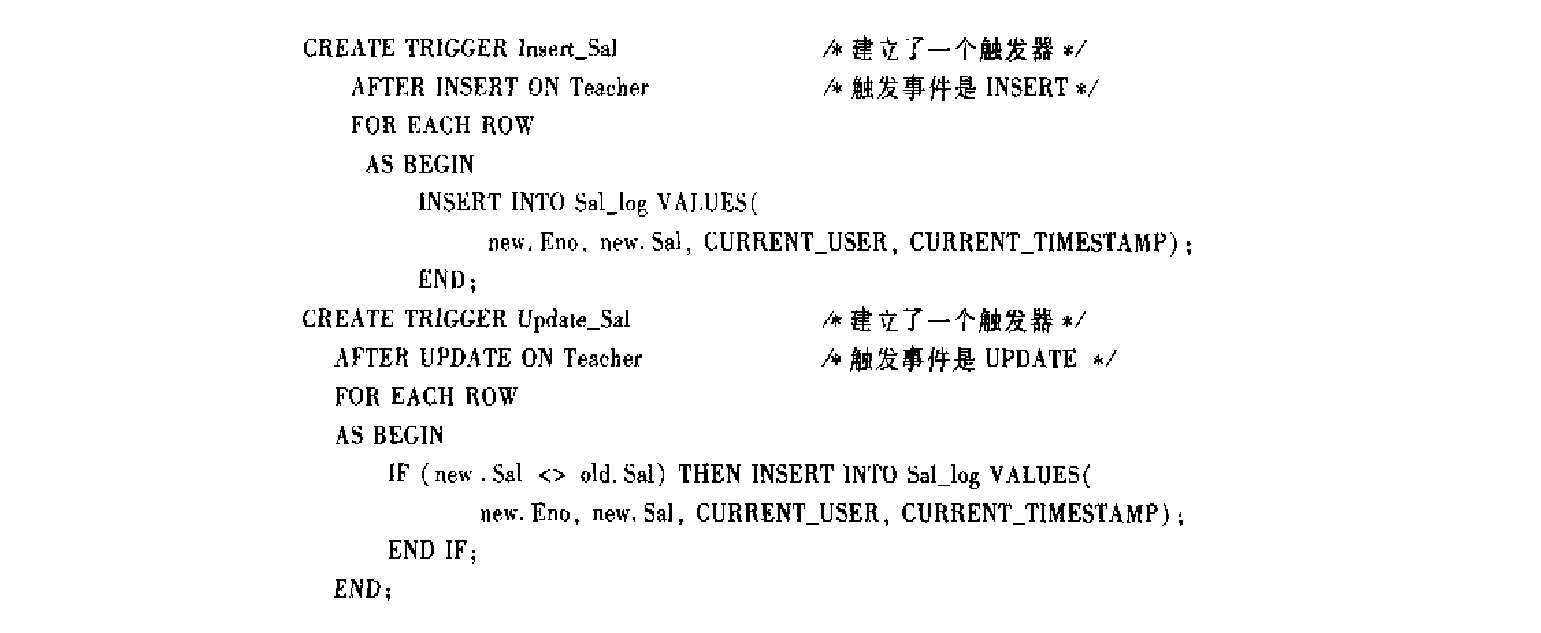 CREATE TRIGGER Insert_Sal /* 建立了一个触发器 */
AFTER INSERT ON Teacher /* 触发事件是 INSERT */
FOR EACH ROW
AS BEGIN
INSERT INTO Sal_log VALUES(
new.Eno, new.Sal, CURRENT_USER, CURRENT_TIMESTAMP);
END;
CREATE TRIGGER Update_Sal /* 建立了一个触发器 */
AFTER UPDATE ON Teacher /* 触发事件是 UPDATE */
FOR EACH ROW
AS BEGIN
IF (new.Sal <> old.Sal) THEN INSERT INTO Sal_log VALUES(
new.Eno, new.Sal, CURRENT_USER, CURRENT_TIMESTAMP);
END IF;
END;